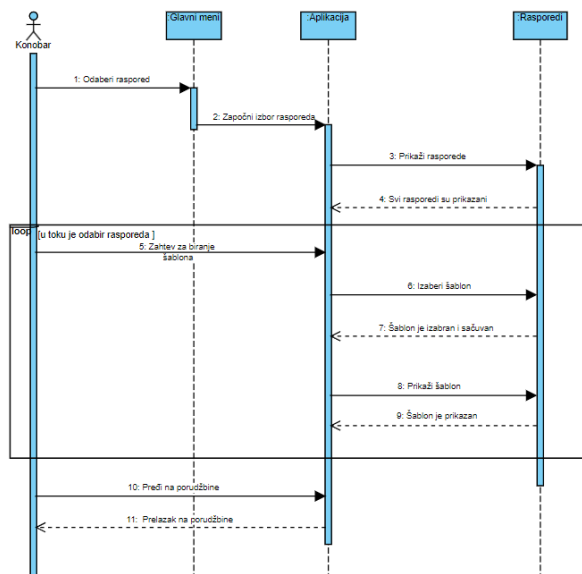 :Glavni meni
:Aplikacija
:Rasporedi
Konobar
1: Odaberi raspored
2: Započni izbor rasporeda
3: Prikaži rasporede
4: Svi rasporedi su prikazani
loop
[u toku je odabir rasporeda ]
5: Zahtev za biranje
šablona
6: Izaberi šablon
7: Šablon je izabran i sačuvan
8: Prikaži šablon
9: Šablon je prikazan
10: Pređi na porudžbine
11: Prelazak na porudžbine